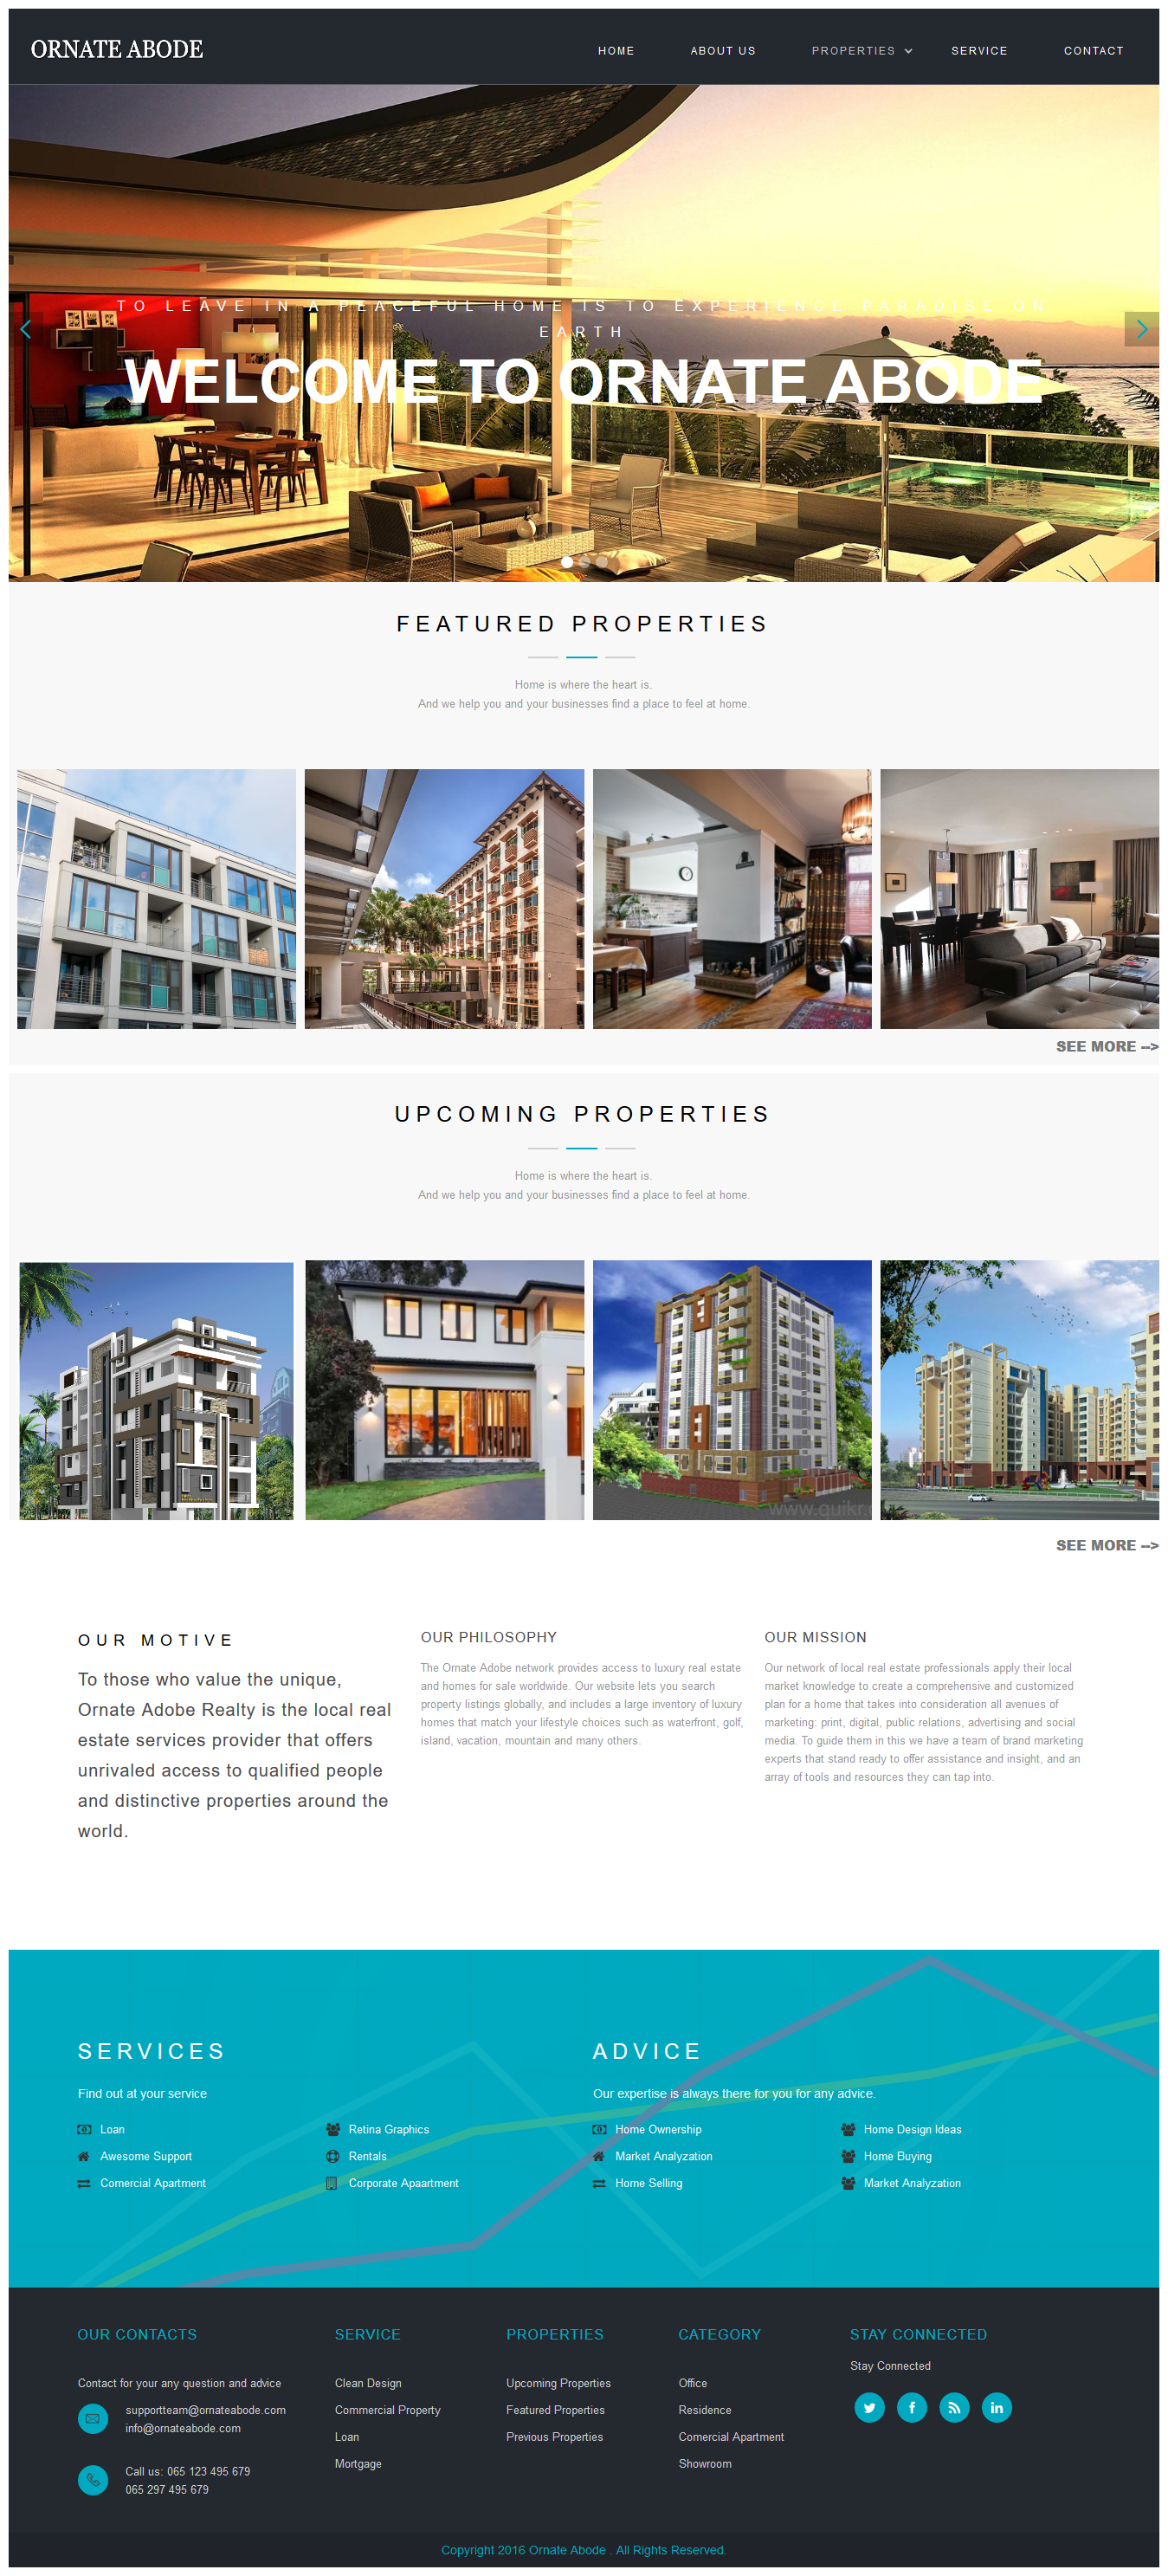 ORNATE ABODE
HOME
ABOUT US
PROPERTIES
SERVICE
CONTACT
TO LEAVE IN A PEACEFUL HOME IS TO EXPERIENCE PARADISE ON
EARTH
WELCOME TO ORNATE ABODE
FEATURED PROPERTIES
Home is where the heart is.
And we help you and your businesses find a place to feel at home.
SEE MORE -->
UPCOMING PROPERTIES
Home is where the heart is.
And we help you and your businesses find a place to feel at home.
www.quikr.
SEE MORE -->
OUR MOTIVE
To those who value the unique,
Ornate Adobe Realty is the local real
estate services provider that offers
unrivaled access to qualified people
and distinctive properties around the
world.
OUR PHILOSOPHY
The Ornate Adobe network provides access to luxury real estate
and homes for sale worldwide. Our website lets you search
property listings globally, and includes a large inventory of luxury
homes that match your lifestyle choices such as waterfront, golf,
island, vacation, mountain and many others.
OUR MISSION
Our network of local real estate professionals apply their local
market knowledge to create a comprehensive and customized
plan for a home that takes into consideration all avenues of
marketing: print, digital, public relations, advertising and social
media. To guide them in this we have a team of brand marketing
experts that stand ready to offer assistance and insight, and an
array of tools and resources they can tap into.
SERVICES
Find out at your service
Loan
Awesome Support
Comercial Apartment
Retina Graphics
Rentals
Corporate Apaartment
ADVICE
Our expertise is always there for you for any advice.
Home Ownership
Market Analyzation
Home Selling
Home Design Ideas
Home Buying
Market Analyzation
OUR CONTACTS
Contact for your any question and advice
supportteam@ornateabode.com
info@ornateabode.com
Call us: 065 123 495 679
065 297 495 679
SERVICE
Clean Design
Commercial Property
Loan
Mortgage
PROPERTIES
Upcoming Properties
Featured Properties
Previous Properties
CATEGORY
Office
Residence
Comercial Apartment
Showroom
STAY CONNECTED
Stay Connected
Copyright 2016 Ornate Abode . All Rights Reserved.